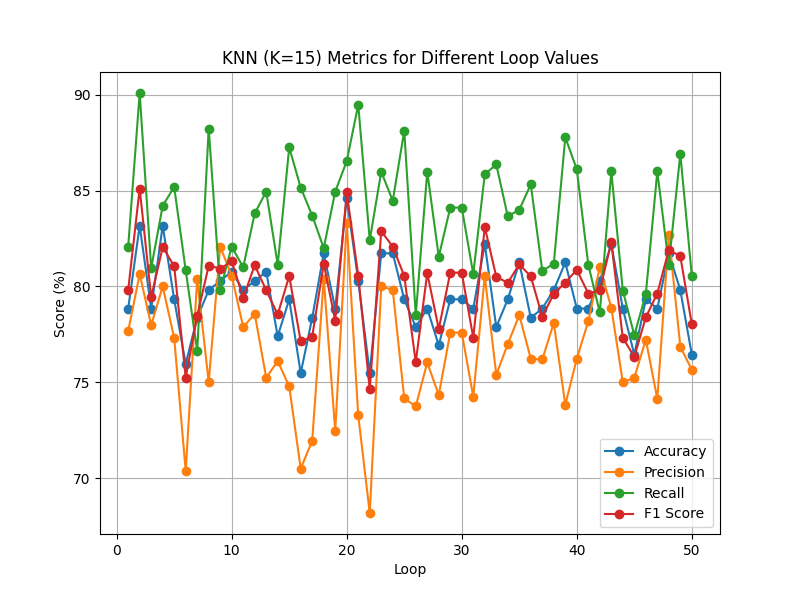 KNN (K=15) Metrics for Different Loop Values
90
85
80
75
70
Score (%)
0 10 20 30 40 50
Loop
Accuracy
Precision
Recall
F1 Score